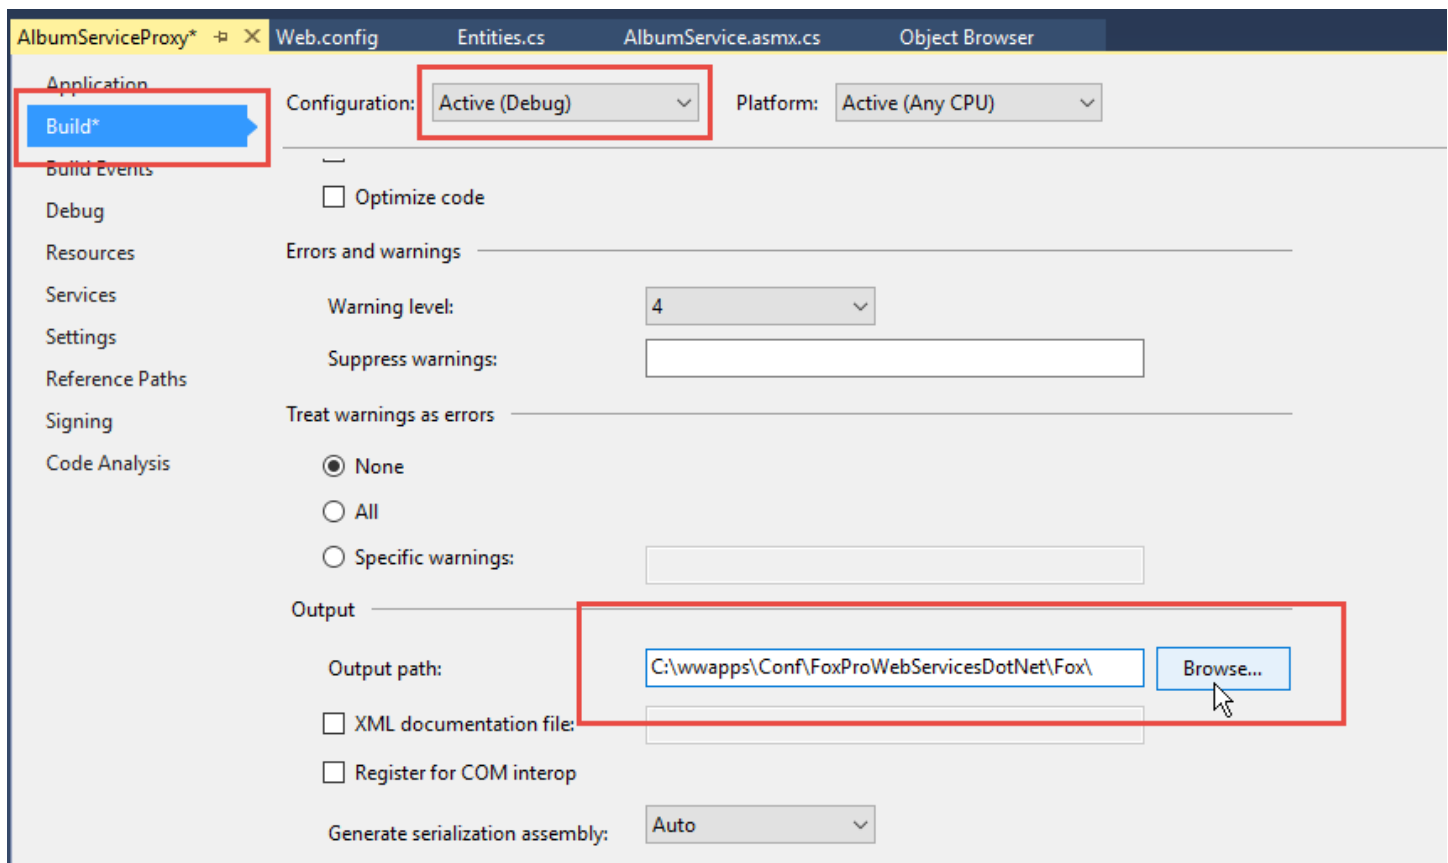 AlbumServiceProxy* Web.config Entities.cs AlbumService.asmx.cs Object Browser
Application
Build*
Build Events
Debug
Resources
Services
Settings
Reference Paths
Signing
Code Analysis
Configuration: Active (Debug) Platform: Active (Any CPU)
Optimize code
Errors and warnings
Warning level: 4
Suppress warnings:
Treat warnings as errors
None
All
Specific warnings:
Output
Output path: C:\wwapps\Conf\FoxProWebServicesDotNet\Fox\ Browse...
XML documentation file:
Register for COM interop
Generate serialization assembly: Auto